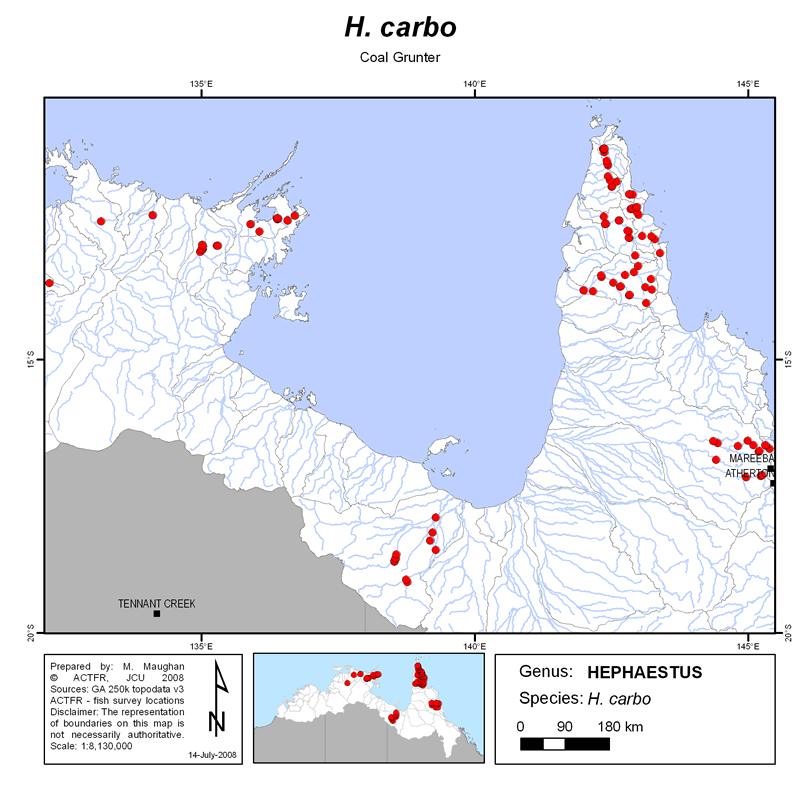 H. carbo
Coal Grunter
135°E
140°E
145°E
15°S
15°S
MAREEBA
ATHERTON
TENNANT CREEK
20°S
20°S
135°E
140°E
145°E
Prepared by: M. Maughan
© ACTFR, JCU 2008
Sources: GA 250k topodata v3
ACTFR - fish survey locations
Disclaimer: The representation
of boundaries on this map is
not necessarily authoritative.
Scale: 1:8,130,000
N
14-July-2008
Genus: HEPHAESTUS
Species: H. carbo
0 90 180 km